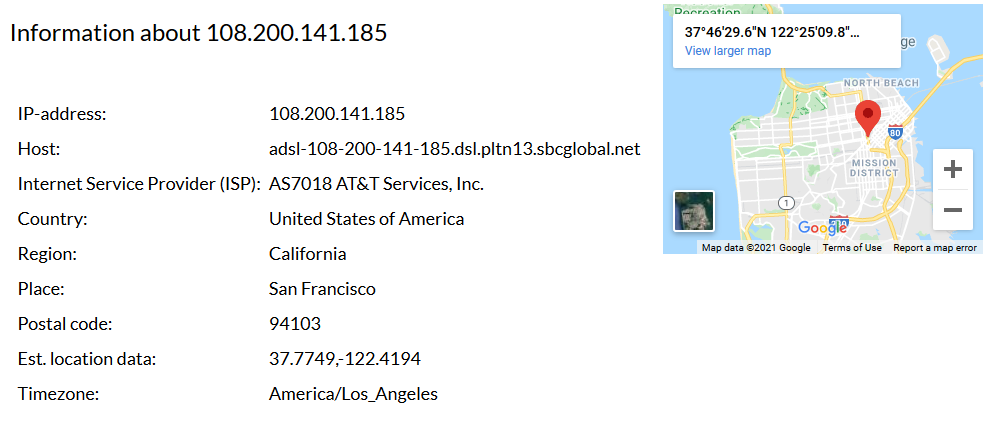 Information about 108.200.141.185
IP-address: 108.200.141.185
Host: adsl-108-200-141-185.dsl.pltn13.sbcglobal.net
Internet Service Provider (ISP): AS7018 AT&T Services, Inc.
Country: United States of America
Region: California
Place: San Francisco
Postal code: 94103
Est. location data: 37.7749,-122.4194
Timezone: America/Los_Angeles
Recreation
37°46'29.6"N 122°25'09.8"...
View larger map
NORTH BEACH
80
MISSION
DISTRICT
1
Google
Map data ©2021 Google Terms of Use Report a map error